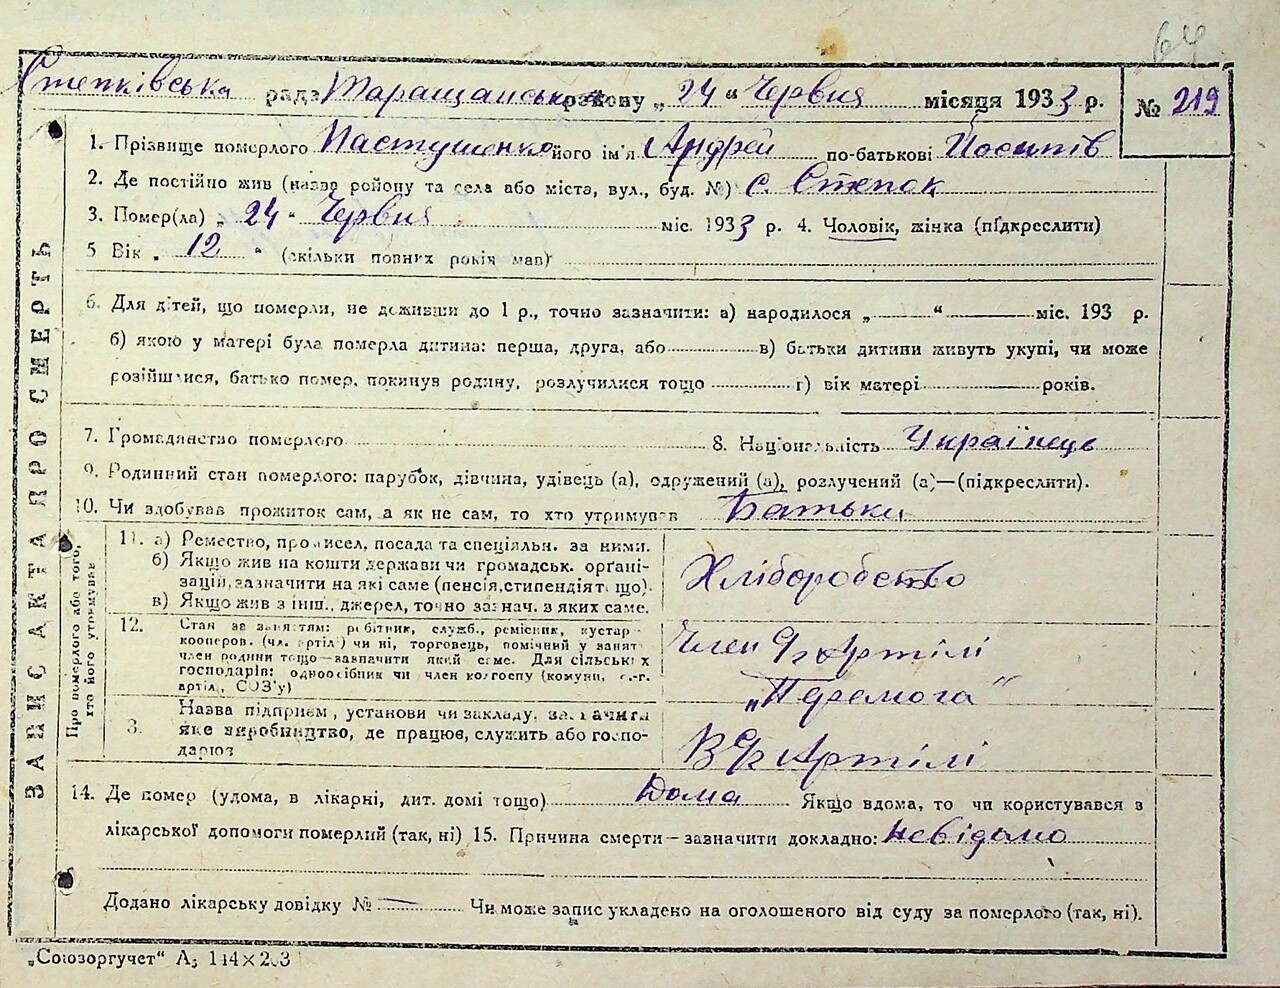 64
Степківська рада Таращанськ району „ 24 “ Червня місяця 1933 р. № 219
1. Прізвище померлого Пастушенко його ім'я Андрей по-батькові Йосипів
2. Де постійно жив (назва району та села або міста, вул., буд. №) с. Степок
3. Помер(ла) „ 24 “ Червня міс. 1933 р. 4. Чоловік, жінка (підкреслити)
5 Вік „ 12 “ (скільки повних років мав)
6. Для дітей, що померли, не доживши до 1 р., точно зазначити: а) народилося „ “ міс. 193 р.
б) якою у матері була померла дитина: перша, друга, або в) батьки дитини живуть укупі, чи може
розійшлися, батько помер, покинув родину, розлучилися тощо г) вік матері років.
7. Громадянство померлого 8. Національність Українець
9. Родинний стан померлого: парубок, дівчина, удівець (а), одружений (а), розлучений (а)—(підкреслити).
10. Чи здобував прожиток сам, а як не сам, то хто утримував Батьки
ЗАПИС АКТА ПРО СМЕРТЬ
Про померлого або того, хто його утримував
11. а) Ремество, промисел, посада та спеціяльн. за ними.
б) Якщо жив на кошти держави чи громадськ. орґані-
зацій, зазначити на які саме (пенсія, стипендія тощо).
в) Якщо жив з інш., джерел, точно зазнач. з яких саме.
Хліборобство
12. Стан за заняттям: робітник, служб., ремісник, кустар
кооперов. (чл. артілі) чи ні, торговець, помічний у занят.
член родини тощо—зазначити який саме. Для сільських
господарів: одноосібник чи член колгоспу (комуни, с.-г.
артіл., СОЗ'у)
Член Артілі
„Перемога“
3. Назва підприєм., установи чи закладу, зазначити
яке виробництво, де працює, служить або госпо-
дарює
В Артілі
14. Де помер (удома, в лікарні, дит. домі тощо) Дома Якщо вдома, то чи користувався з
лікарської допомоги померлий (так, ні) 15. Причина смерти—зазначити докладно: невідомо
Додано лікарську довідку № — Чи може запис укладено на оголошеного від суду за померлого (так, ні).
„Союзоргучет“ А5